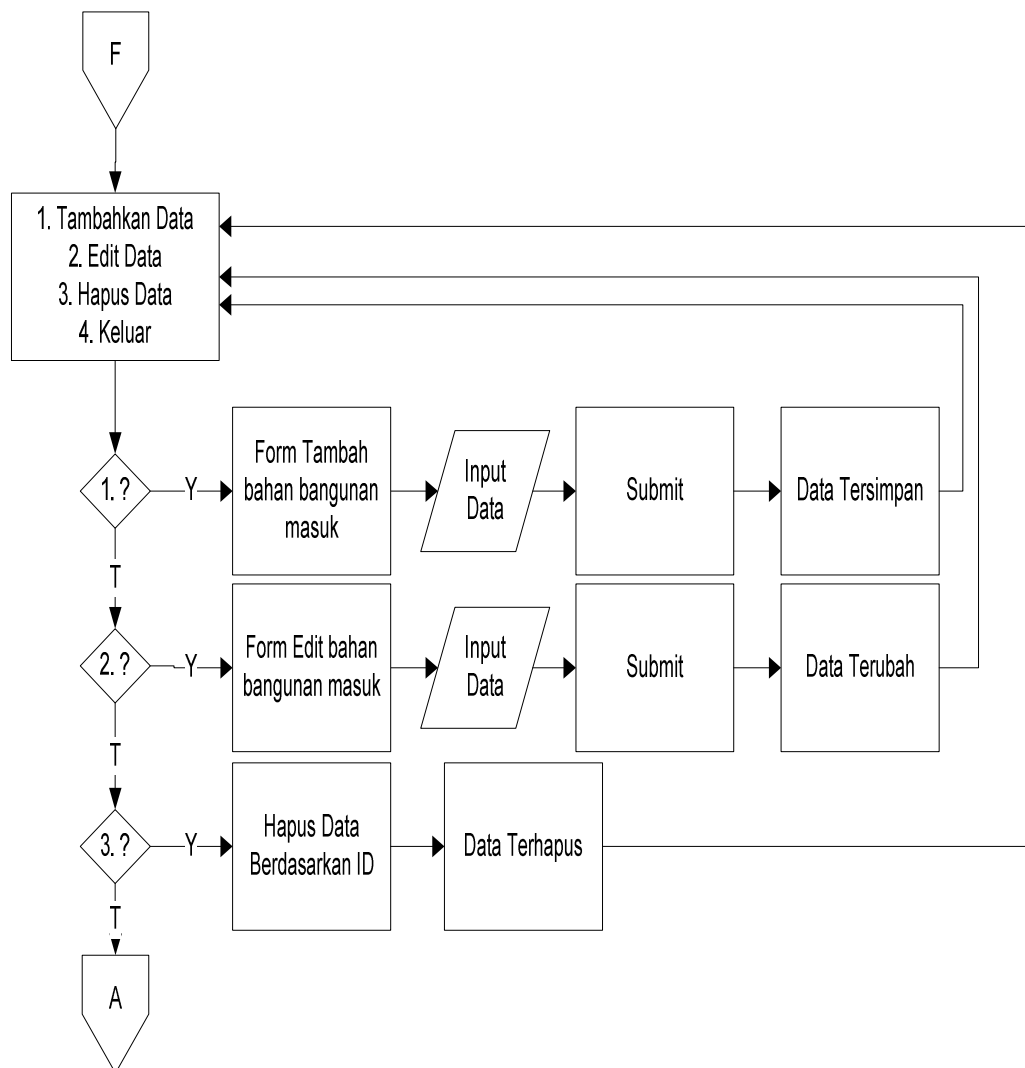 F
1. Tambahkan Data
2. Edit Data
3. Hapus Data
4. Keluar
1. ?
Y
Form Tambah
bahan bangunan
masuk
Input
Data
Submit
Data Tersimpan
T
2. ?
Y
Form Edit bahan
bangunan masuk
Input
Data
Submit
Data Terubah
T
3. ?
Y
Hapus Data
Berdasarkan ID
Data Terhapus
T
A